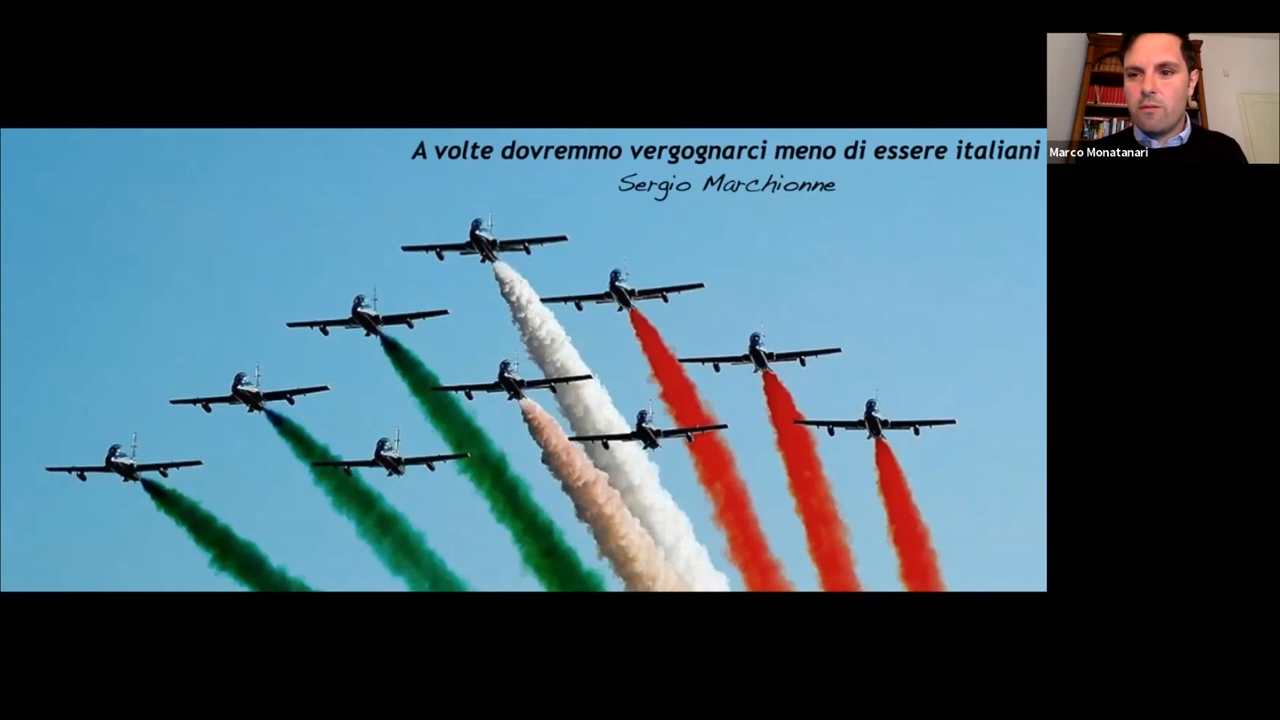 A volte dovremmo vergognarci meno di essere italiani
Sergio Marchionne
Marco Monatanari